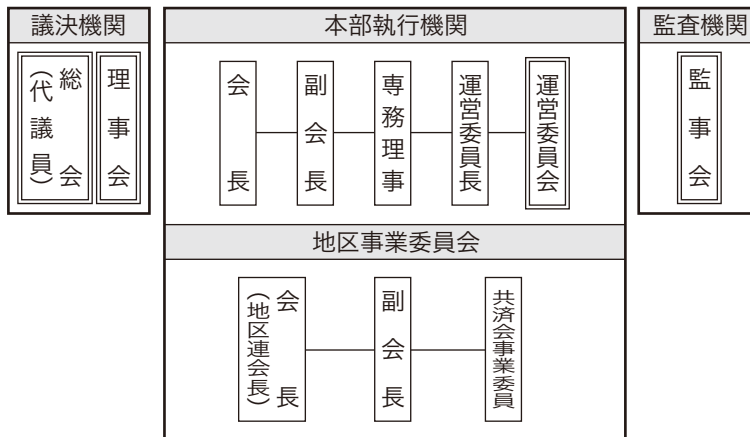 議決機関
総会
(代議員)
理事会
本部執行機関
会長
副会長
専務理事
運営委員長
運営委員会
地区事業委員会
会長
(地区連会長)
副会長
共済会事業委員
監査機関
監事会